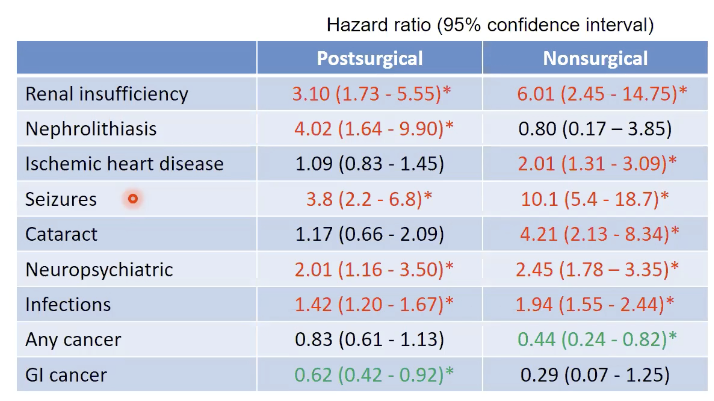 Hazard ratio (95% confidence interval)
Postsurgical Nonsurgical
Renal insufficiency 3.10 (1.73 - 5.55)* 6.01 (2.45 - 14.75)*
Nephrolithiasis 4.02 (1.64 - 9.90)* 0.80 (0.17 – 3.85)
Ischemic heart disease 1.09 (0.83 - 1.45) 2.01 (1.31 - 3.09)*
Seizures 3.8 (2.2 - 6.8)* 10.1 (5.4 - 18.7)*
Cataract 1.17 (0.66 - 2.09) 4.21 (2.13 - 8.34)*
Neuropsychiatric 2.01 (1.16 - 3.50)* 2.45 (1.78 – 3.35)*
Infections 1.42 (1.20 - 1.67)* 1.94 (1.55 - 2.44)*
Any cancer 0.83 (0.61 - 1.13) 0.44 (0.24 - 0.82)*
GI cancer 0.62 (0.42 - 0.92)* 0.29 (0.07 - 1.25)